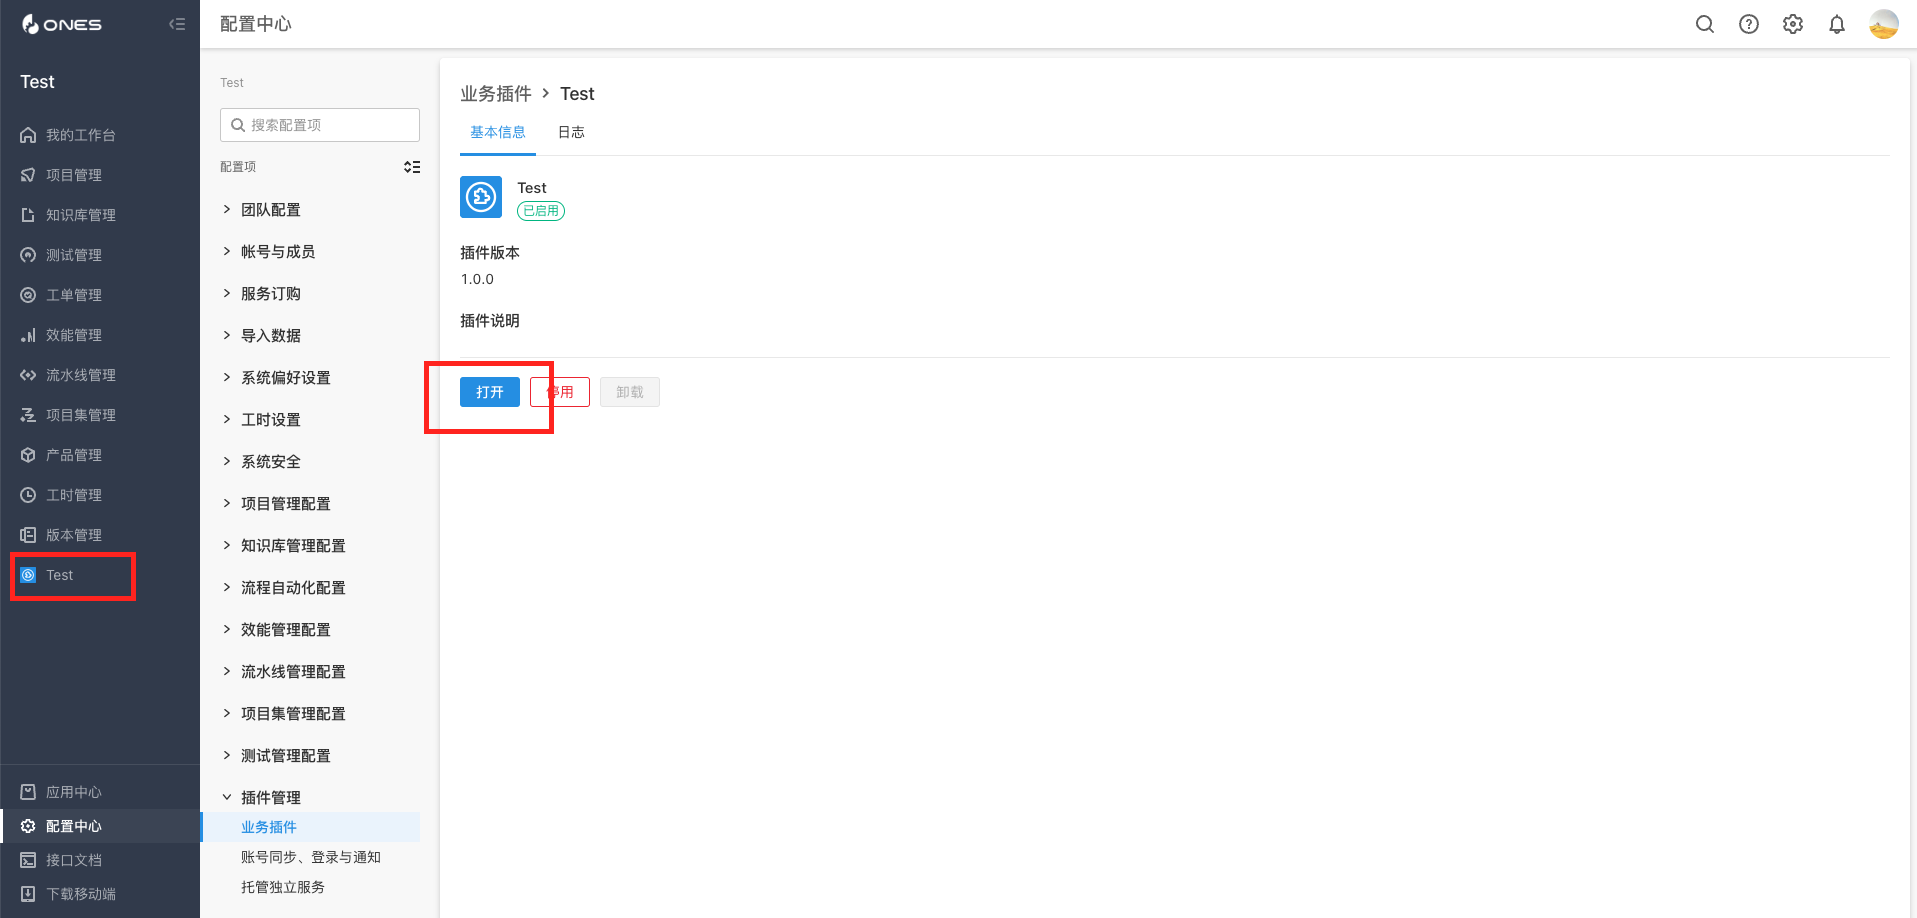 ONES
Test
我的工作台
项目管理
知识库管理
测试管理
工单管理
效能管理
流水线管理
项目集管理
产品管理
工时管理
版本管理
Test
应用中心
配置中心
接口文档
下载移动端
配置中心
Test
搜索配置项
配置项
团队配置
帐号与成员
服务订购
导入数据
系统偏好设置
工时设置
系统安全
项目管理配置
知识库管理配置
流程自动化配置
效能管理配置
流水线管理配置
项目集管理配置
测试管理配置
插件管理
业务插件
账号同步、登录与通知
托管独立服务
业务插件 > Test
基本信息 日志
Test
已启用
插件版本
1.0.0
插件说明
打开 停用 卸载